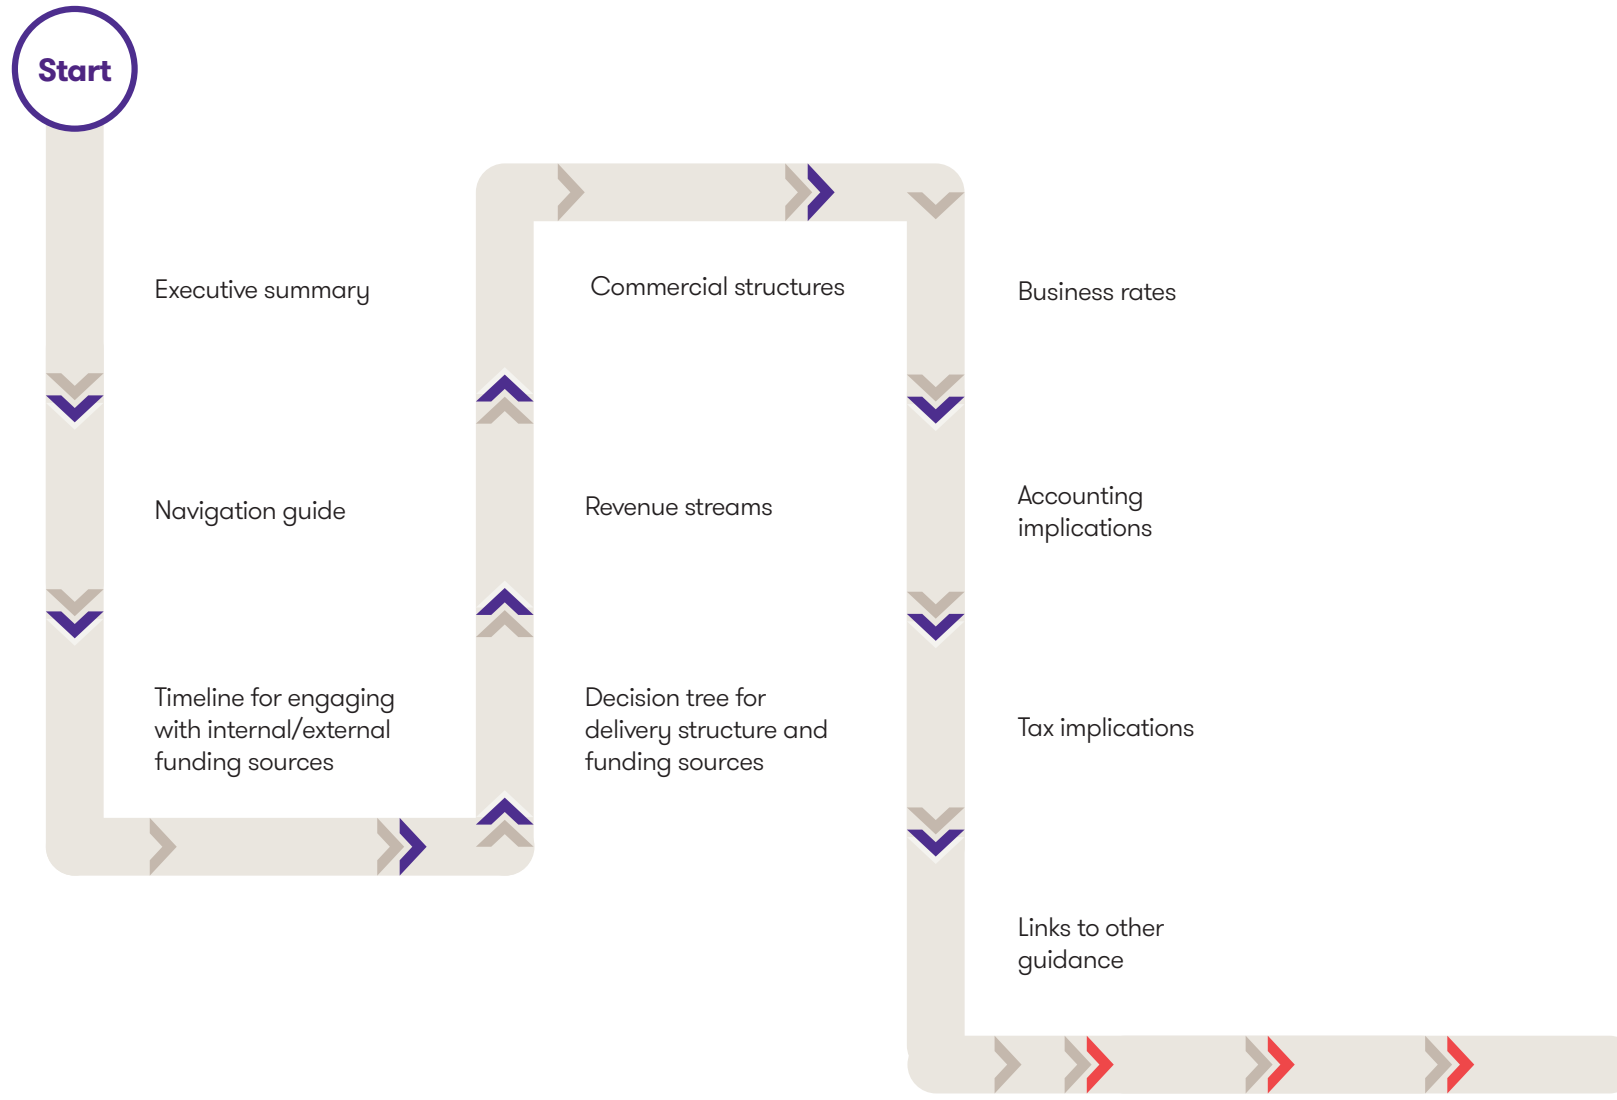 Start
Executive summary
Navigation guide
Timeline for engaging
with internal/external
funding sources
Decision tree for
delivery structure and
funding sources
Revenue streams
Commercial structures
Business rates
Accounting
implications
Tax implications
Links to other
guidance